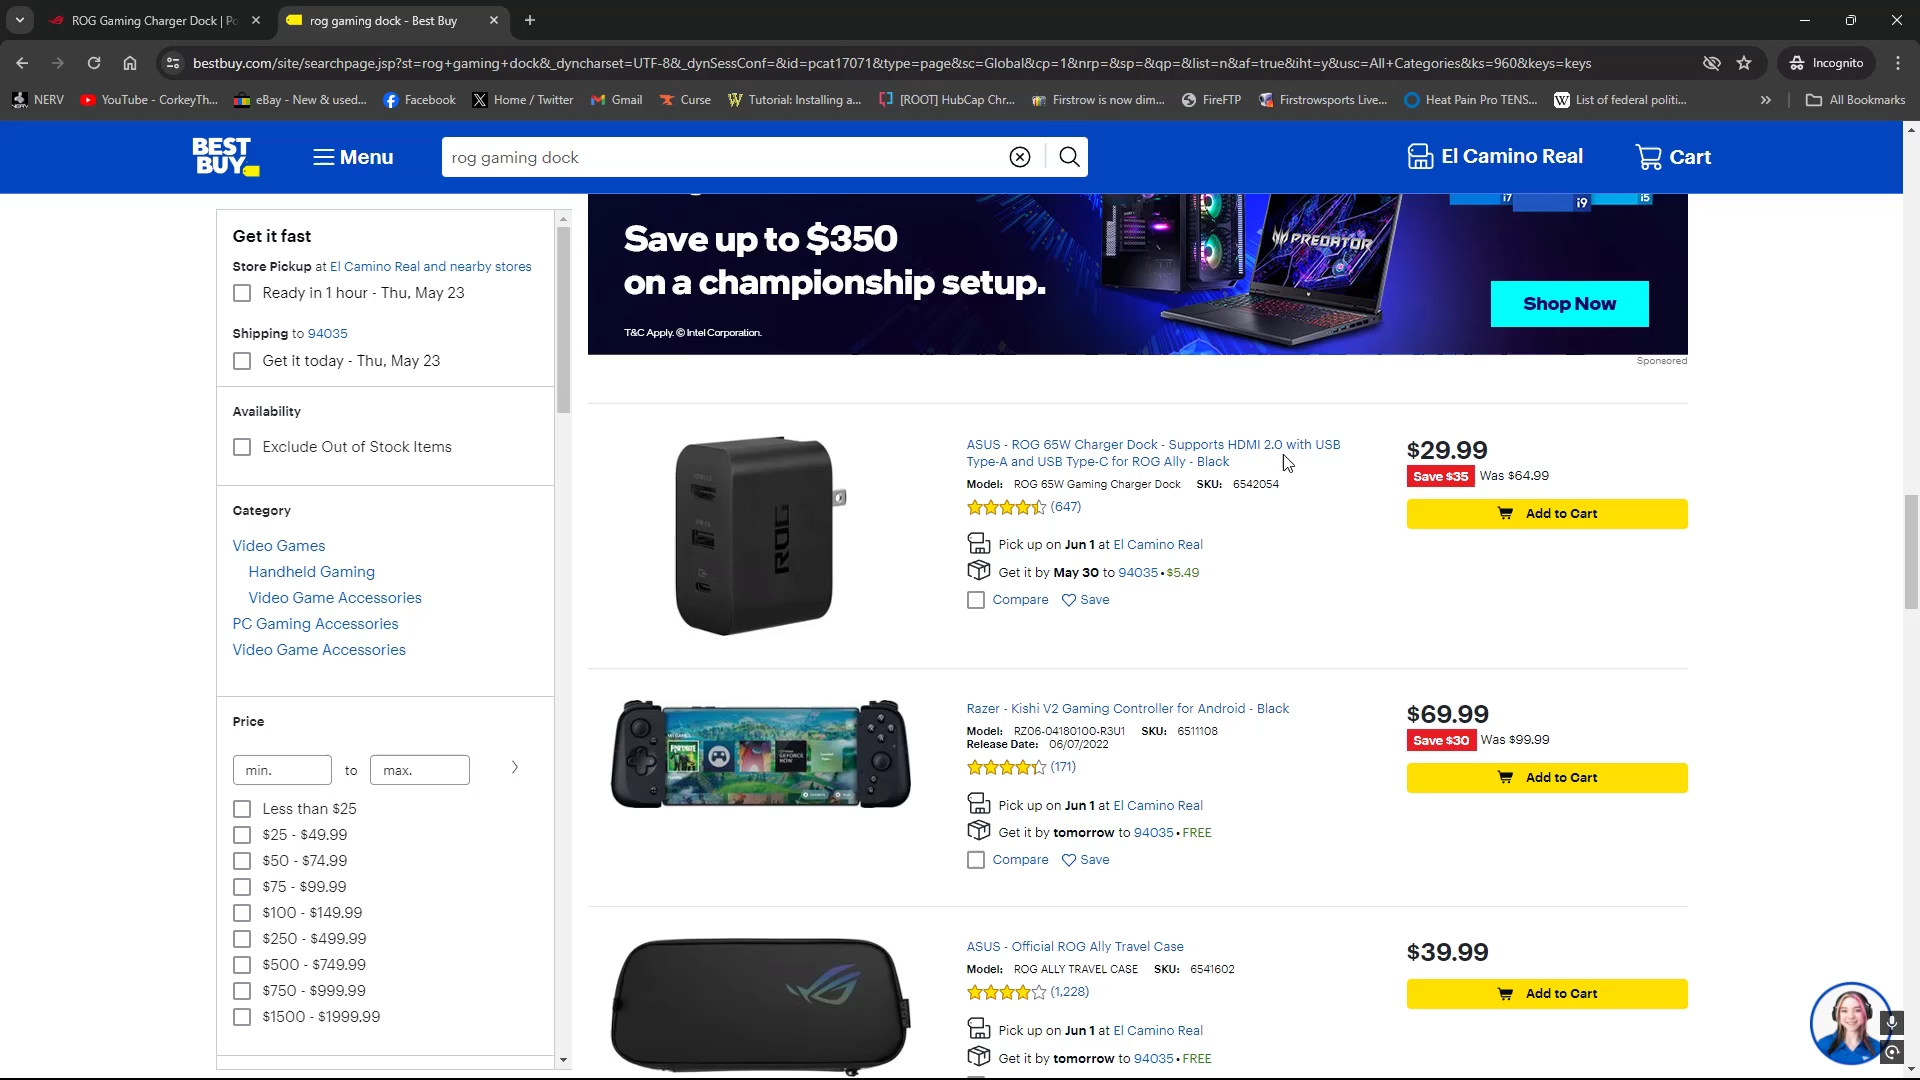 ROG Gaming Charger Dock | Po
rog gaming dock - Best Buy
bestbuy.com/site/searchpage.jsp?st=rog+gaming+dock&_dyncharset=UTF-8&_dynSessConf=&id=pcat17071&type=page&sc=Global&cp=1&nrp=&sp=&qp=&list=n&af=true&iht=y&usc=All+Categories&ks=960&keys=keys
Incognito
NERV
YouTube - CorkeyTh...
eBay - New & used...
Facebook
Home / Twitter
Gmail
Curse
Tutorial: Installing a...
[ROOT] HubCap Chr...
Firstrow is now dim...
FireFTP
Firstrowsports Live...
Heat Pain Pro TENS...
List of federal politi...
All Bookmarks
BEST
BUY
Menu
rog gaming dock
El Camino Real
Cart
Get it fast
Store Pickup at El Camino Real and nearby stores
Ready in 1 hour - Thu, May 23
Shipping to 94035
Get it today - Thu, May 23
Availability
Exclude Out of Stock Items
Category
Video Games
Handheld Gaming
Video Game Accessories
PC Gaming Accessories
Video Game Accessories
Price
min.
to
max.
Less than $25
$25 - $49.99
$50 - $74.99
$75 - $99.99
$100 - $149.99
$250 - $499.99
$500 - $749.99
$750 - $999.99
$1500 - $1999.99
Save up to $350
on a championship setup.
T&C Apply. © Intel Corporation.
PREDATOR
i7
i9
i5
Shop Now
Sponsored
ROG
ASUS - ROG 65W Charger Dock - Supports HDMI 2.0 with USB
Type-A and USB Type-C for ROG Ally - Black
Model: ROG 65W Gaming Charger Dock SKU: 6542054
(647)
Pick up on Jun 1 at El Camino Real
Get it by May 30 to 94035 • $5.49
Compare
Save
$29.99
Save $35
Was $64.99
Add to Cart
Razer - Kishi V2 Gaming Controller for Android - Black
Model: RZ06-04180100-R3U1 SKU: 6511108
Release Date: 06/07/2022
(171)
Pick up on Jun 1 at El Camino Real
Get it by tomorrow to 94035 • FREE
Compare
Save
$69.99
Save $30
Was $99.99
Add to Cart
ASUS - Official ROG Ally Travel Case
Model: ROG ALLY TRAVEL CASE SKU: 6541602
(1,228)
Pick up on Jun 1 at El Camino Real
Get it by tomorrow to 94035 • FREE
$39.99
Add to Cart